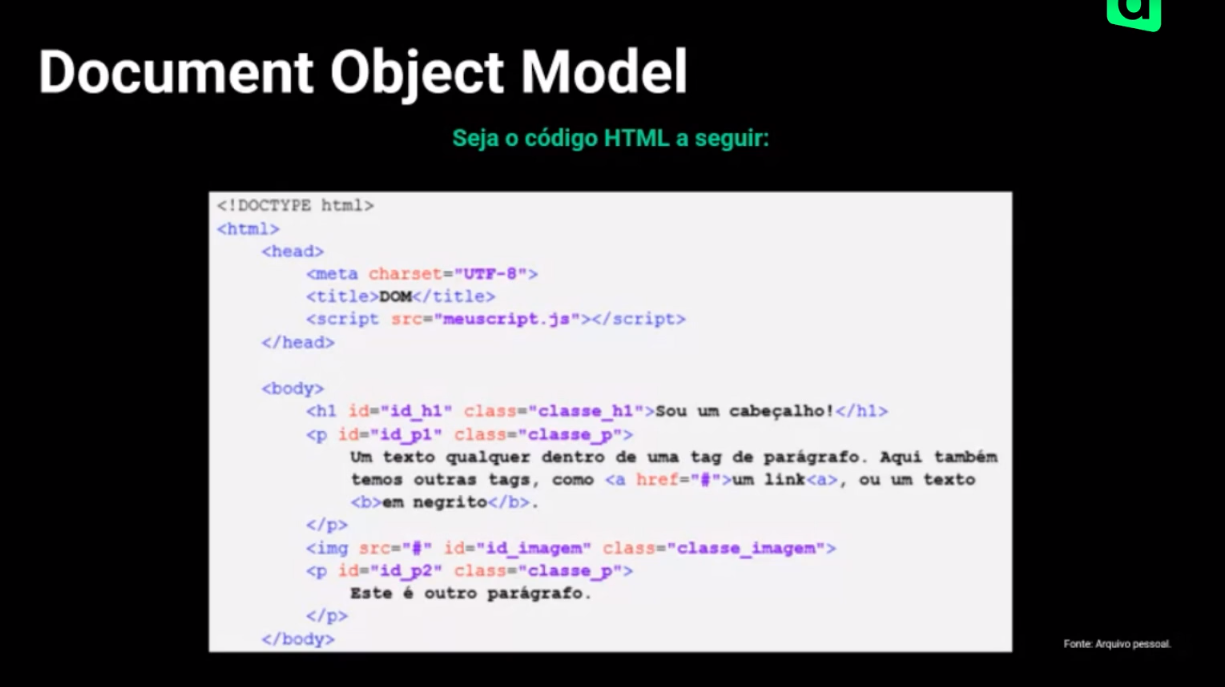 Document Object Model
Seja o código HTML a seguir:
<!DOCTYPE html>
<html>
<head>
<meta charset="UTF-8">
<title>DOM</title>
<script src="meuscript.js"></script>
</head>
<body>
<h1 id="id_h1" class="classe_h1">Sou um cabeçalho!</h1>
<p id="id_p1" class="classe_p">
Um texto qualquer dentro de uma tag de parágrafo. Aqui também
temos outras tags, como <a href="#">um link<a>, ou um texto
<b>em negrito</b>.
</p>
<img src="#" id="id_imagem" class="classe_imagem">
<p id="id_p2" class="classe_p">
Este é outro parágrafo.
</p>
</body>
Fonte: Arquivo pessoal.